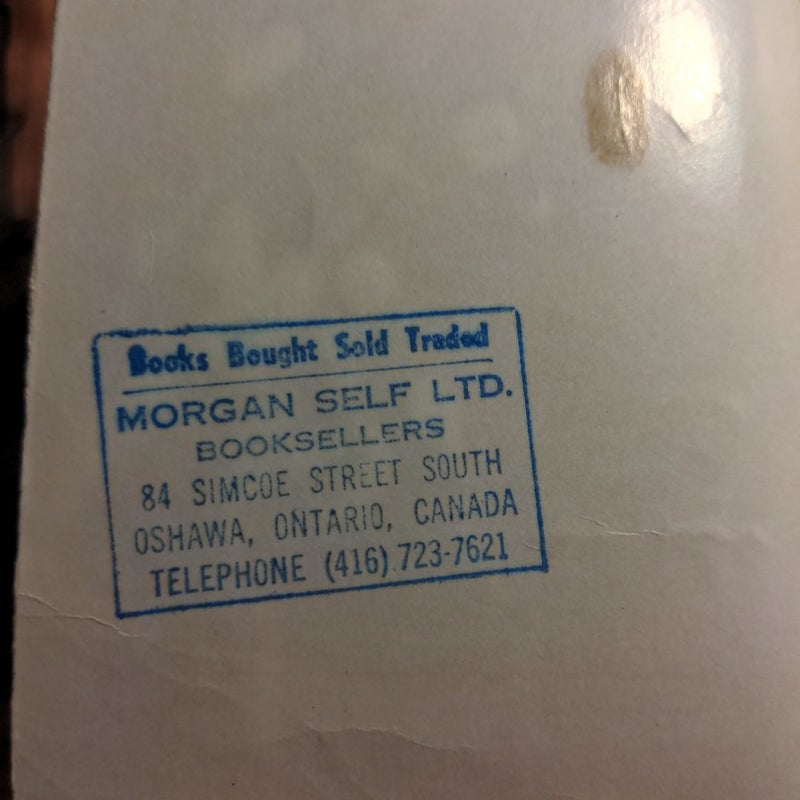 Books Bought Sold Traded
MORGAN SELF LTD.
BOOKSELLERS
84 SIMCOE STREET SOUTH
OSHAWA, ONTARIO, CANADA
TELEPHONE (416) 723-7621